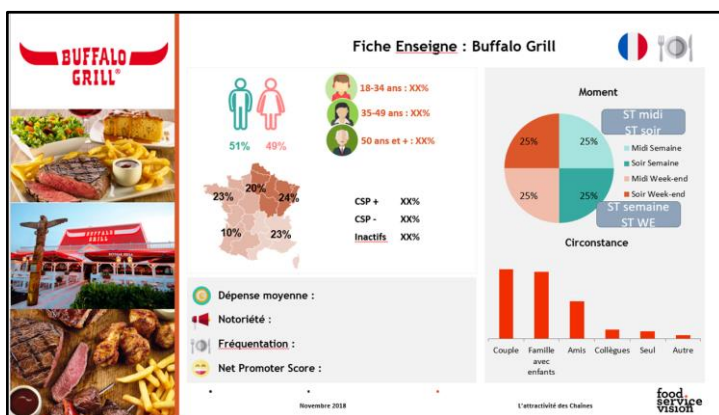 BUFFALO
GRILL®
Fiche Enseigne : Buffalo Grill
51%
49%
18-34 ans : XX%
35-49 ans : XX%
50 ans et + : XX%
23%
20%
24%
10%
23%
CSP + XX%
CSP - XX%
Inactifs XX%
Dépense moyenne :
Notoriété :
Fréquentation :
Net Promoter Score :
Moment
ST midi
ST soir
25%
25%
25%
25%
Midi Semaine
Soir Semaine
Midi Week-end
Soir Week-end
ST semaine
ST WE
Circonstance
Couple
Famille
avec
enfants
Amis
Collègues
Seul
Autre
BUFFALO
GRILL
Novembre 2018
L'attractivité des Chaînes
food
service
vision